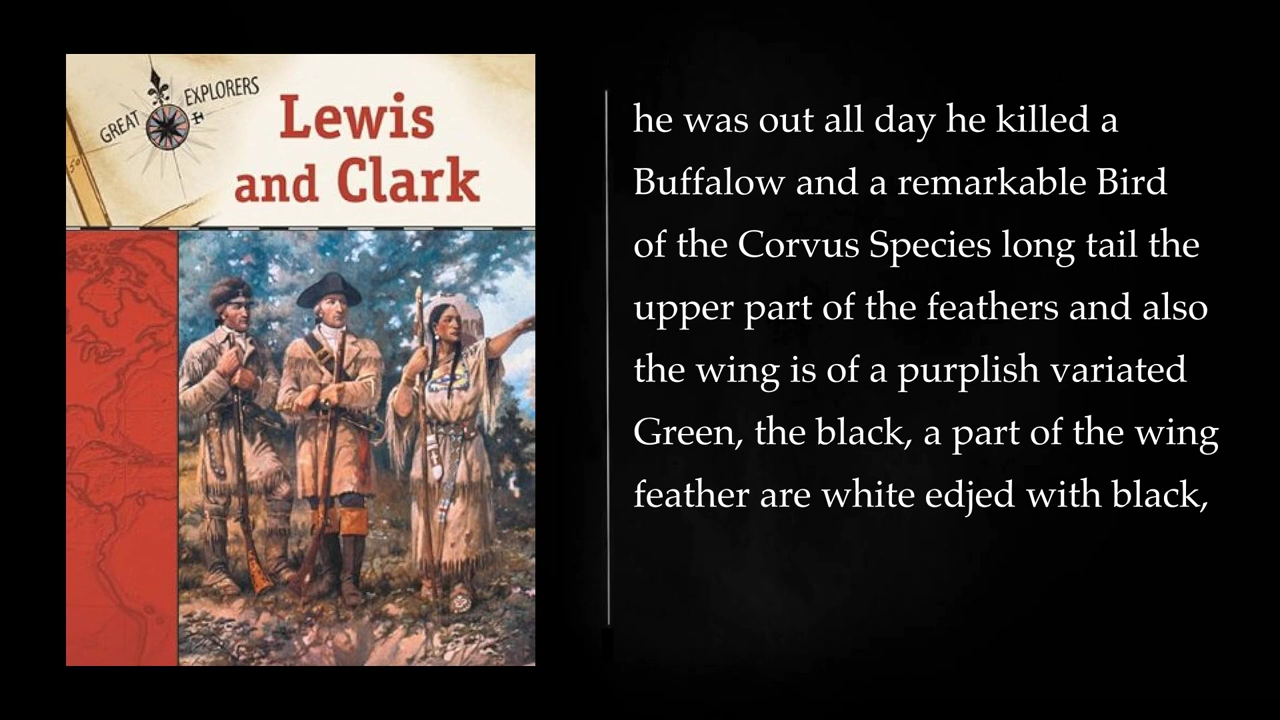 GREAT EXPLORERS
Lewis
and Clark
50
he was out all day he killed a
Buffalow and a remarkable Bird
of the Corvus Species long tail the
upper part of the feathers and also
the wing is of a purplish variated
Green, the black, a part of the wing
feather are white edjed with black,